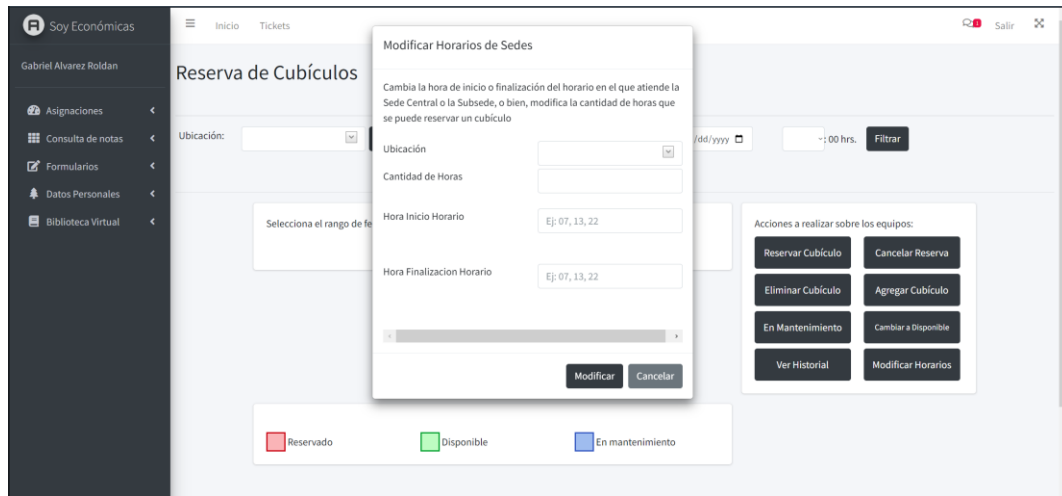 Soy Económicas
Inicio Tickets
Salir
Gabriel Alvarez Roldan
Asignaciones
Consulta de notas
Formularios
Datos Personales
Biblioteca Virtual
Reserva de Cubículos
Ubicación:
/dd/yyyy
-:00 hrs.
Filtrar
Selecciona el rango de fe
Modificar Horarios de Sedes
Cambia la hora de inicio o finalización del horario en el que atiende la
Sede Central o la Subsede, o bien, modifica la cantidad de horas que
se puede reservar un cubículo
Ubicación
Cantidad de Horas
Hora Inicio Horario
Ej: 07, 13, 22
Hora Finalizacion Horario
Ej: 07, 13, 22
Modificar Cancelar
Acciones a realizar sobre los equipos:
Reservar Cubículo Cancelar Reserva
Eliminar Cubículo Agregar Cubículo
En Mantenimiento Cambiar a Disponible
Ver Historial Modificar Horarios
Reservado Disponible En mantenimiento